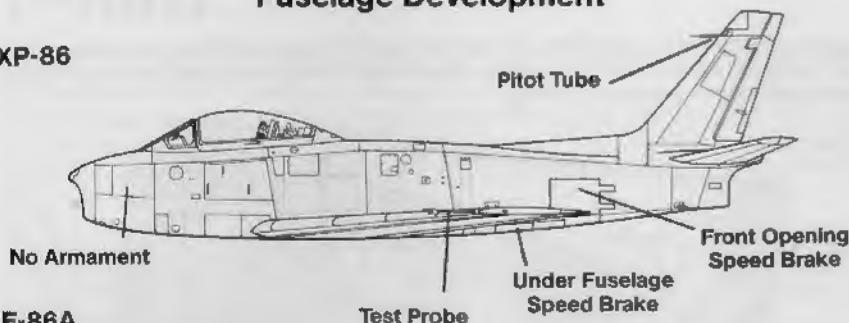 Fuselage Development
XP-86
Pitot Tube
No Armament
Test Probe
Under Fuselage
Speed Brake
Front Opening
Speed Brake
F-86A